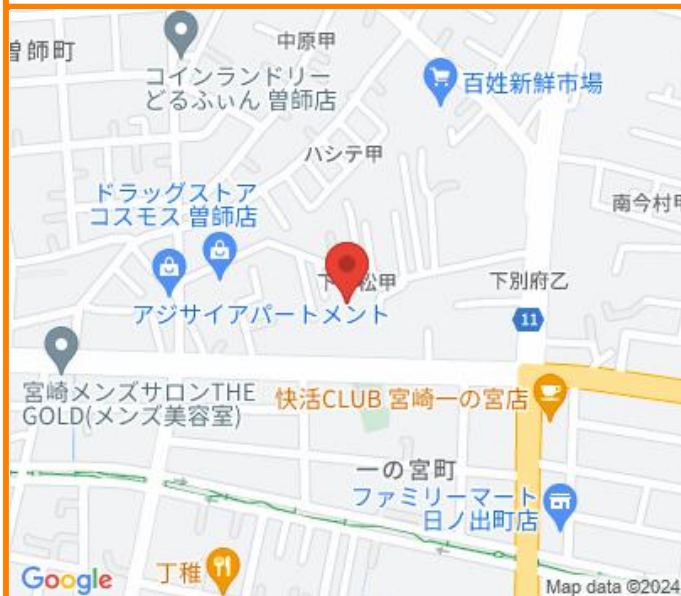 曽師町
中原甲
コインランドリー
どるふぃん 曽師店
百姓新鮮市場
ハシテ甲
ドラッグストア
コスモス 曽師店
南今村甲
下 松甲
下別府乙
アジサイアパートメント
11
宮崎メンズサロンTHE
GOLD(メンズ美容室)
快活CLUB 宮崎一の宮店
一の宮町
ファミリーマート
日ノ出町店
丁稚
Google
Map data ©2024